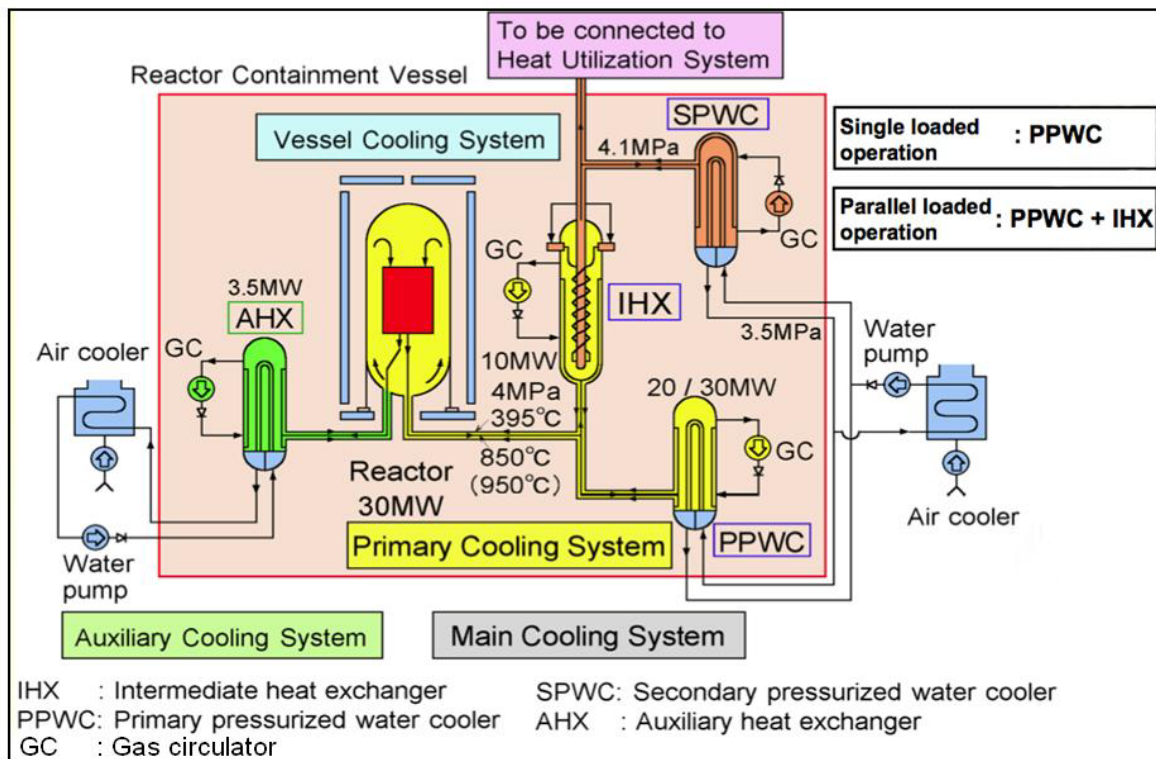 To be connected to
Heat Utilization System
Reactor Containment Vessel
SPWC
Vessel Cooling System
4.1MPa
GC
Single loaded
operation : PPWC
Parallel loaded
operation : PPWC + IHX
GC
IHX
3.5MW
AHX
3.5MPa
Water
pump
Air cooler
GC
10MW
4MPa
395℃
20 / 30MW
850℃
(950℃)
GC
Reactor
30MW
Air cooler
Primary Cooling System
PPWC
Water
pump
Auxiliary Cooling System
Main Cooling System
IHX : Intermediate heat exchanger
SPWC: Secondary pressurized water cooler
PPWC: Primary pressurized water cooler
AHX : Auxiliary heat exchanger
GC : Gas circulator